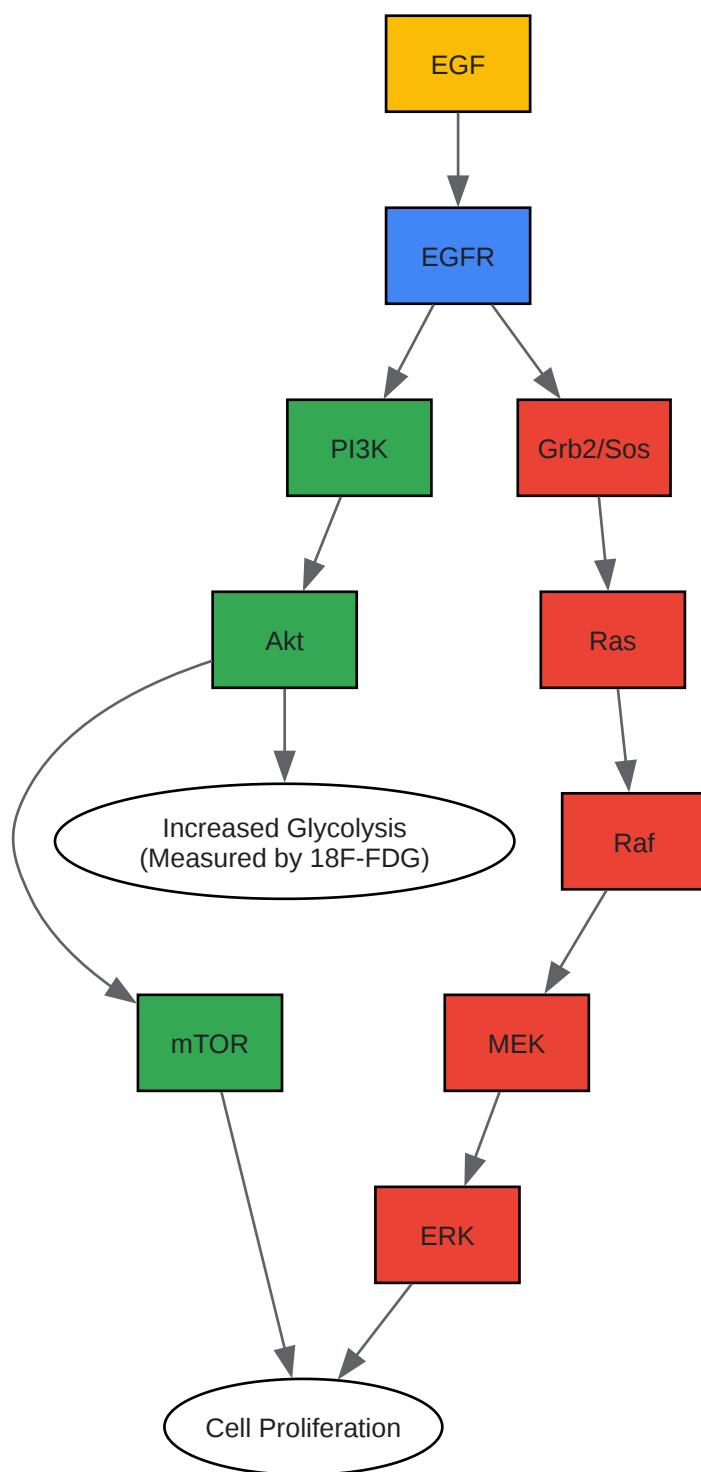 EGF
EGFR
PI3K
Grb2/Sos
Akt
Ras
Increased Glycolysis
(Measured by 18F-FDG)
Raf
mTOR
MEK
ERK
Cell Proliferation